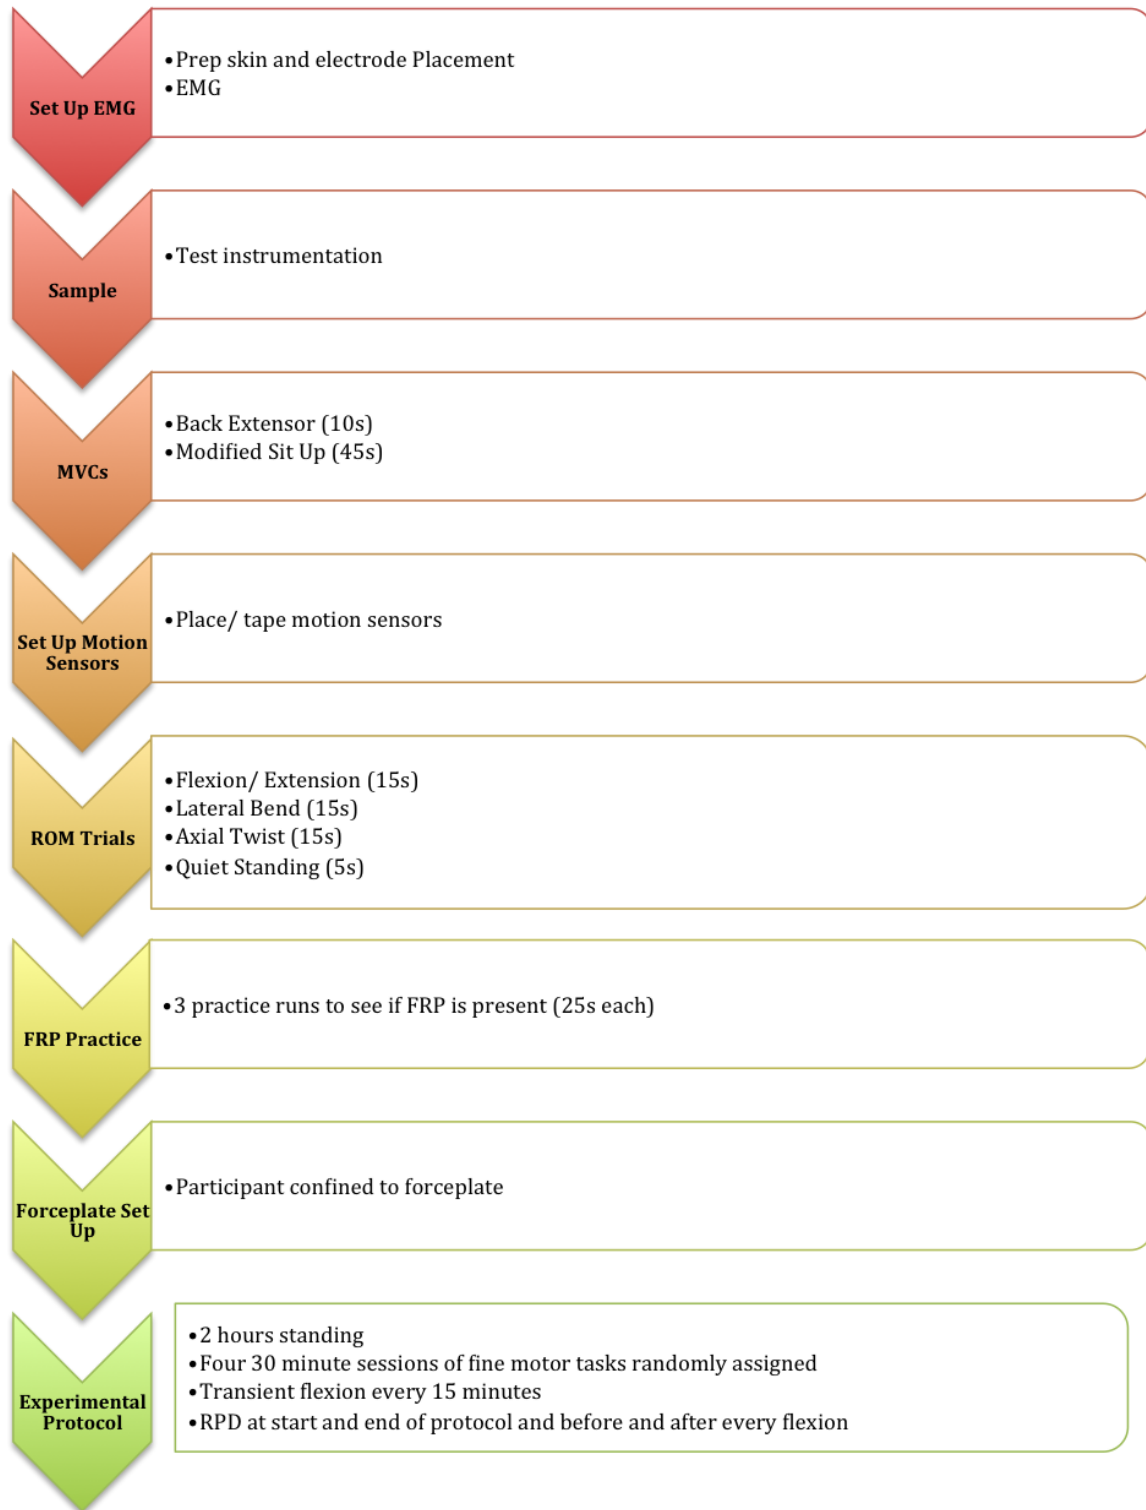 Set Up EMG
•Prep skin and electrode Placement
•EMG
Sample
•Test instrumentation
MVCs
•Back Extensor (10s)
•Modified Sit Up (45s)
Set Up Motion
Sensors
•Place/ tape motion sensors
ROM Trials
•Flexion/ Extension (15s)
•Lateral Bend (15s)
•Axial Twist (15s)
•Quiet Standing (5s)
FRP Practice
•3 practice runs to see if FRP is present (25s each)
Forceplate Set
Up
•Participant confined to forceplate
Experimental
Protocol
•2 hours standing
•Four 30 minute sessions of fine motor tasks randomly assigned
•Transient flexion every 15 minutes
•RPD at start and end of protocol and before and after every flexion